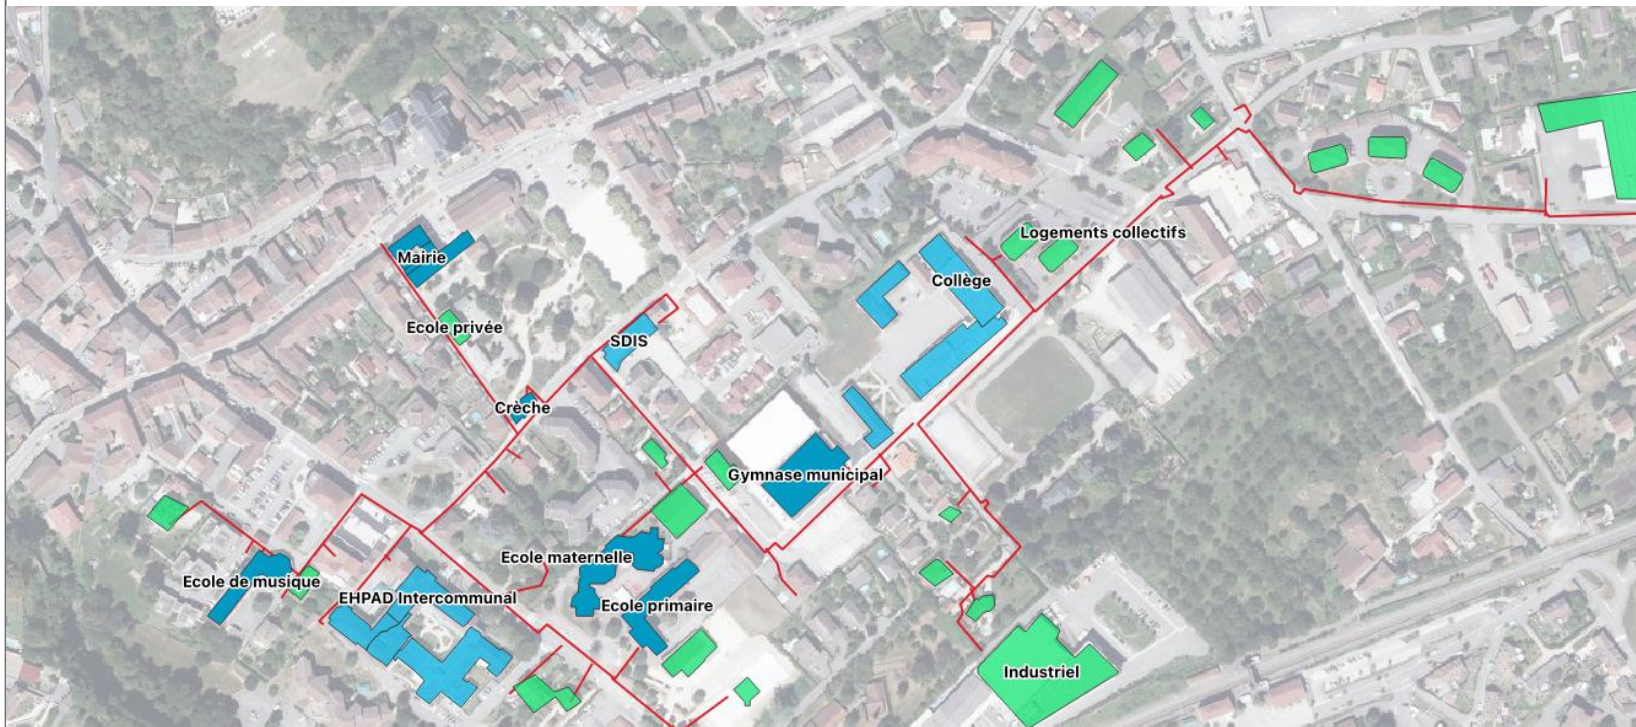 Logements collectifs
Mairie
Collège
Ecole privée
SDIS
Crèche
Gymnase municipal
Ecole maternelle
Ecole de musique
EHPAD Intercommunal
Ecole primaire
Industriel